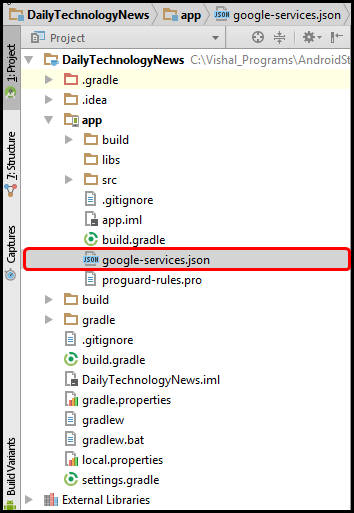 DailyTechnologyNews app google-services.json
Project
DailyTechnologyNews C:\Vishal_Programs\AndroidSt
.gradle
.idea
app
build
libs
src
.gitignore
app.iml
build.gradle
JSON google-services.json
proguard-rules.pro
build
gradle
.gitignore
build.gradle
DailyTechnologyNews.iml
gradle.properties
gradlew
gradlew.bat
local.properties
settings.gradle
External Libraries
1: Project
7: Structure
Captures
Build Variants